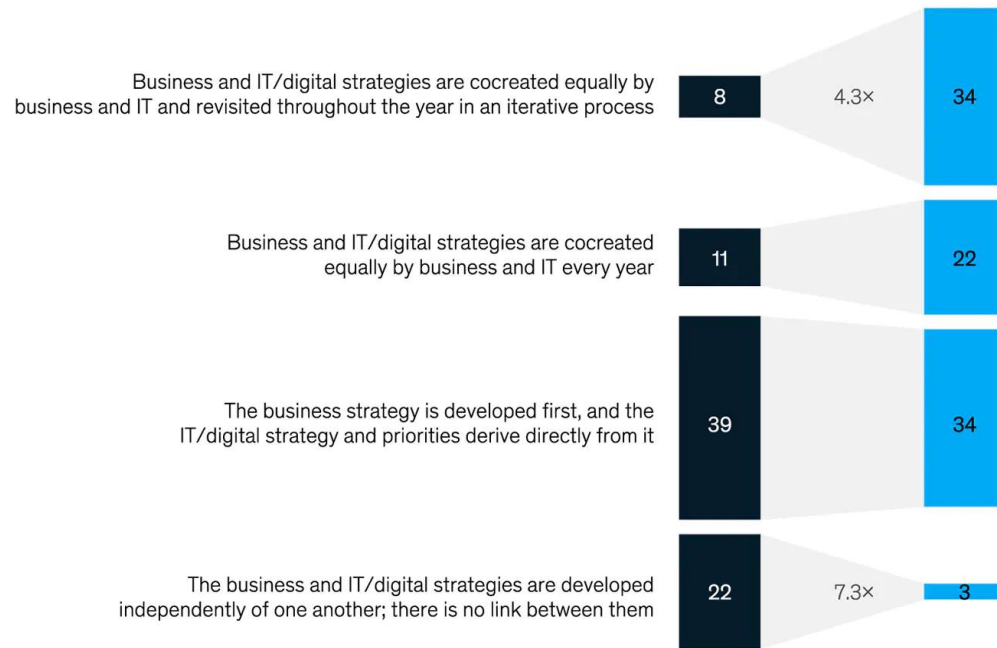 Business and IT/digital strategies are cocreated equally by
business and IT and revisited throughout the year in an iterative process
8
4.3×
34
Business and IT/digital strategies are cocreated
equally by business and IT every year
11
22
The business strategy is developed first, and the
IT/digital strategy and priorities derive directly from it
39
34
The business and IT/digital strategies are developed
independently of one another; there is no link between them
22
7.3×
3